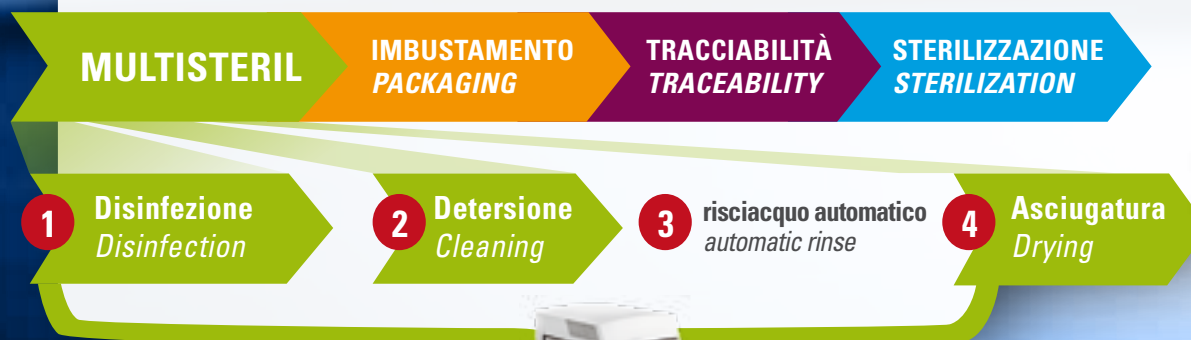 MULTISTERIL
IMBUSTAMENTO
PACKAGING
TRACCIABILITÀ
TRACEABILITY
STERILIZZAZIONE
STERILIZATION
1
Disinfezione
Disinfection
2
Detersione
Cleaning
3
risciacquo automatico
automatic rinse
4
Asciugatura
Drying